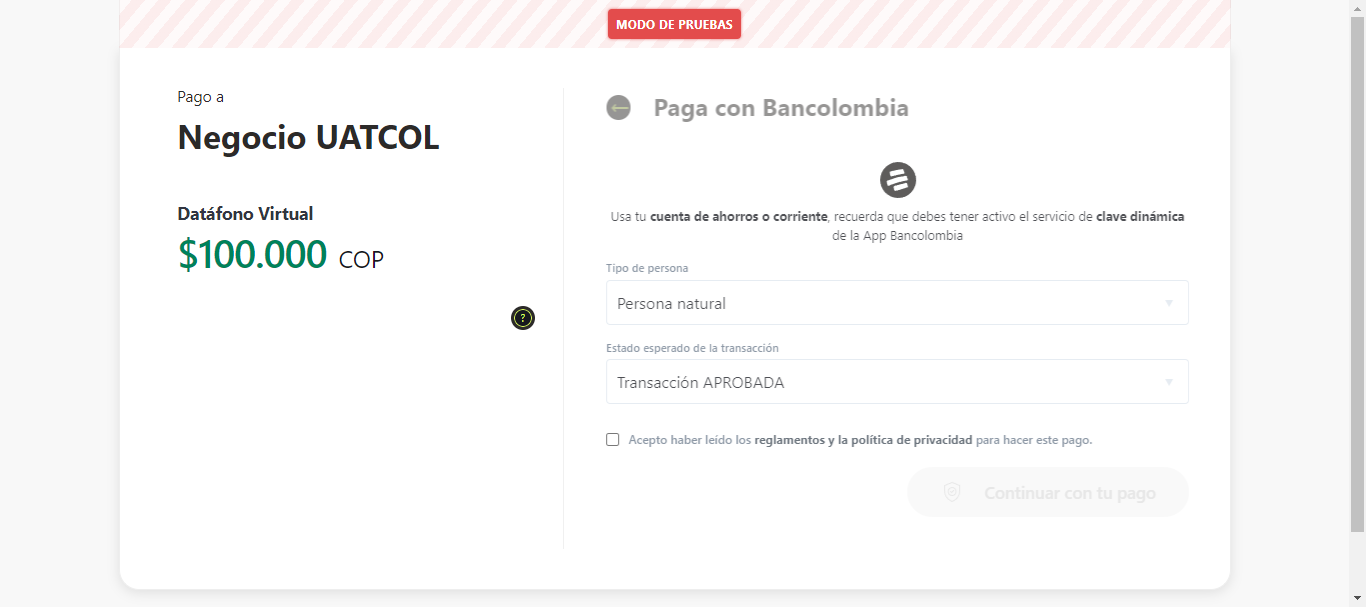 MODO DE PRUEBAS
Pago a
Negocio UATCOL
Datáfono Virtual
$100.000 COP
?
Paga con Bancolombia
Usa tu cuenta de ahorros o corriente, recuerda que debes tener activo el servicio de clave dinámica
de la App Bancolombia
Tipo de persona
Persona natural
Estado esperado de la transacción
Transacción APROBADA
Acepto haber leído los reglamentos y la política de privacidad para hacer este pago.
Continuar con tu pago